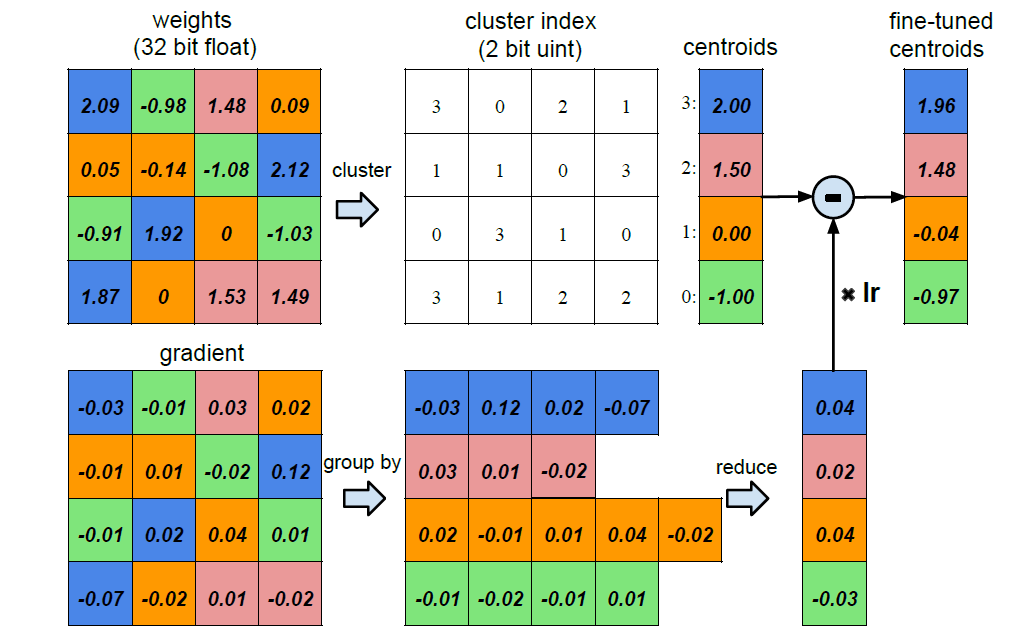 weights
(32 bit float)
cluster index
(2 bit uint)
centroids
fine-tuned
centroids
2.09 -0.98 1.48 0.09
3 0 2 1
3: 2.00
1.96
0.05 -0.14 -1.08 2.12
cluster
1 1 0 3
2: 1.50
1.48
-0.91 1.92 0 -1.03
0 3 1 0
1: 0.00
-0.04
1.87 0 1.53 1.49
3 1 2 2
0: -1.00
× lr
-0.97
gradient
-0.03 -0.01 0.03 0.02
-0.03 0.12 0.02 -0.07
0.04
-0.01 0.01 -0.02 0.12
group by
0.03 0.01 -0.02
reduce
0.02
-0.01 0.02 0.04 0.01
0.02 -0.01 0.01 0.04 -0.02
0.04
-0.07 -0.02 0.01 -0.02
-0.01 -0.02 -0.01 0.01
-0.03